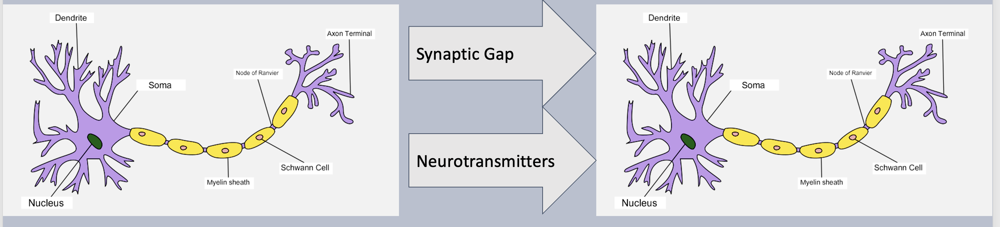 Dendrite
Axon Terminal
Node of Ranvier
Soma
Schwann Cell
Myelin sheath
Nucleus
Synaptic Gap
Neurotransmitters
Dendrite
Axon Terminal
Node of Ranvier
Soma
Schwann Cell
Myelin sheath
Nucleus